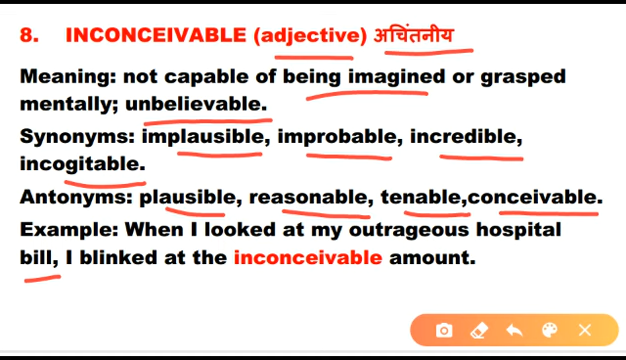 8. INCONCEIVABLE (adjective) अचिंतनीय
Meaning: not capable of being imagined or grasped
mentally; unbelievable.
Synonyms: implausible, improbable, incredible,
incogitable.
Antonyms: plausible, reasonable, tenable,conceivable.
Example: When I looked at my outrageous hospital
bill, I blinked at the inconceivable amount.